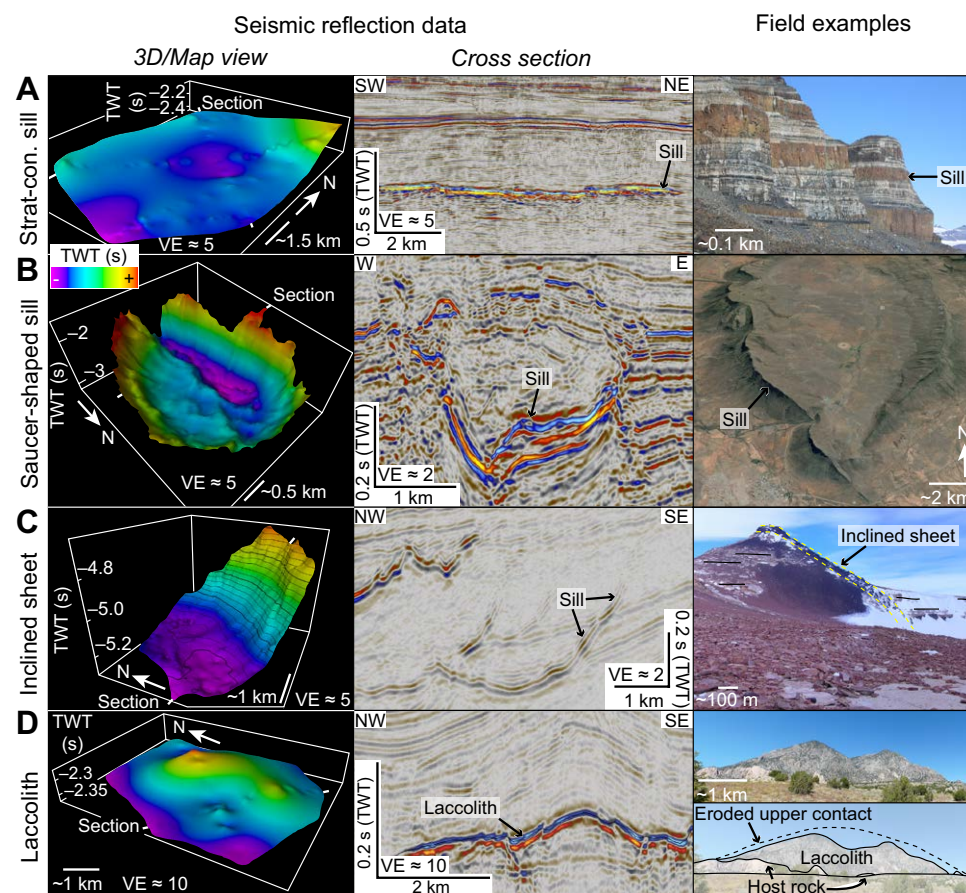 Seismic reflection data
Field examples
3D/Map view
Cross section
A
Strat-con. sill
TWT (s)
–2.2
–2.4
Section
N
~1.5 km
VE ≈ 5
SW
NE
Sill
0.5 s (TWT)
VE ≈ 5
2 km
Sill
~0.1 km
B
Saucer-shaped sill
TWT (s)
- +
Section
–2
–3
TWT (s)
N
VE ≈ 5
~0.5 km
W
E
Sill
0.2 s (TWT)
VE ≈ 2
1 km
Sill
N
~2 km
C
Inclined sheet
TWT (s)
–4.8
–5.0
–5.2
N
Section
~1 km
VE ≈ 5
NW
SE
Sill
0.2 s (TWT)
VE ≈ 2
1 km
Inclined sheet
~100 m
D
Laccolith
TWT (s)
–2.3
–2.35
N
Section
~1 km
VE ≈ 10
NW
SE
Laccolith
0.2 s (TWT)
VE ≈ 10
2 km
~1 km
Eroded upper contact
Laccolith
Host rock